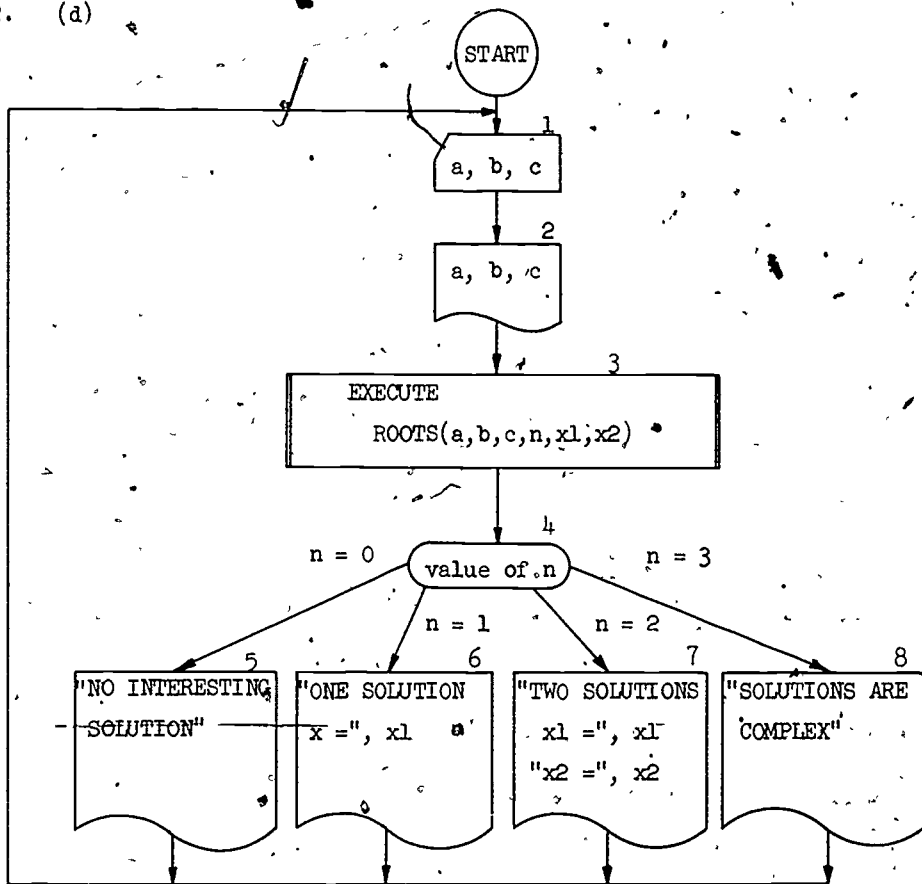 (d)
START
1
a, b, c
2
a, b, c
3
EXECUTE
ROOTS(a,b,c,n,x1,x2)
4
value of n
n = 0
n = 1
n = 2
n = 3
5
"NO INTERESTING
SOLUTION"
6
"ONE SOLUTION
x =", x1
7
"TWO SOLUTIONS
x1 =", x1
"x2 =", x2
8
"SOLUTIONS ARE
COMPLEX"